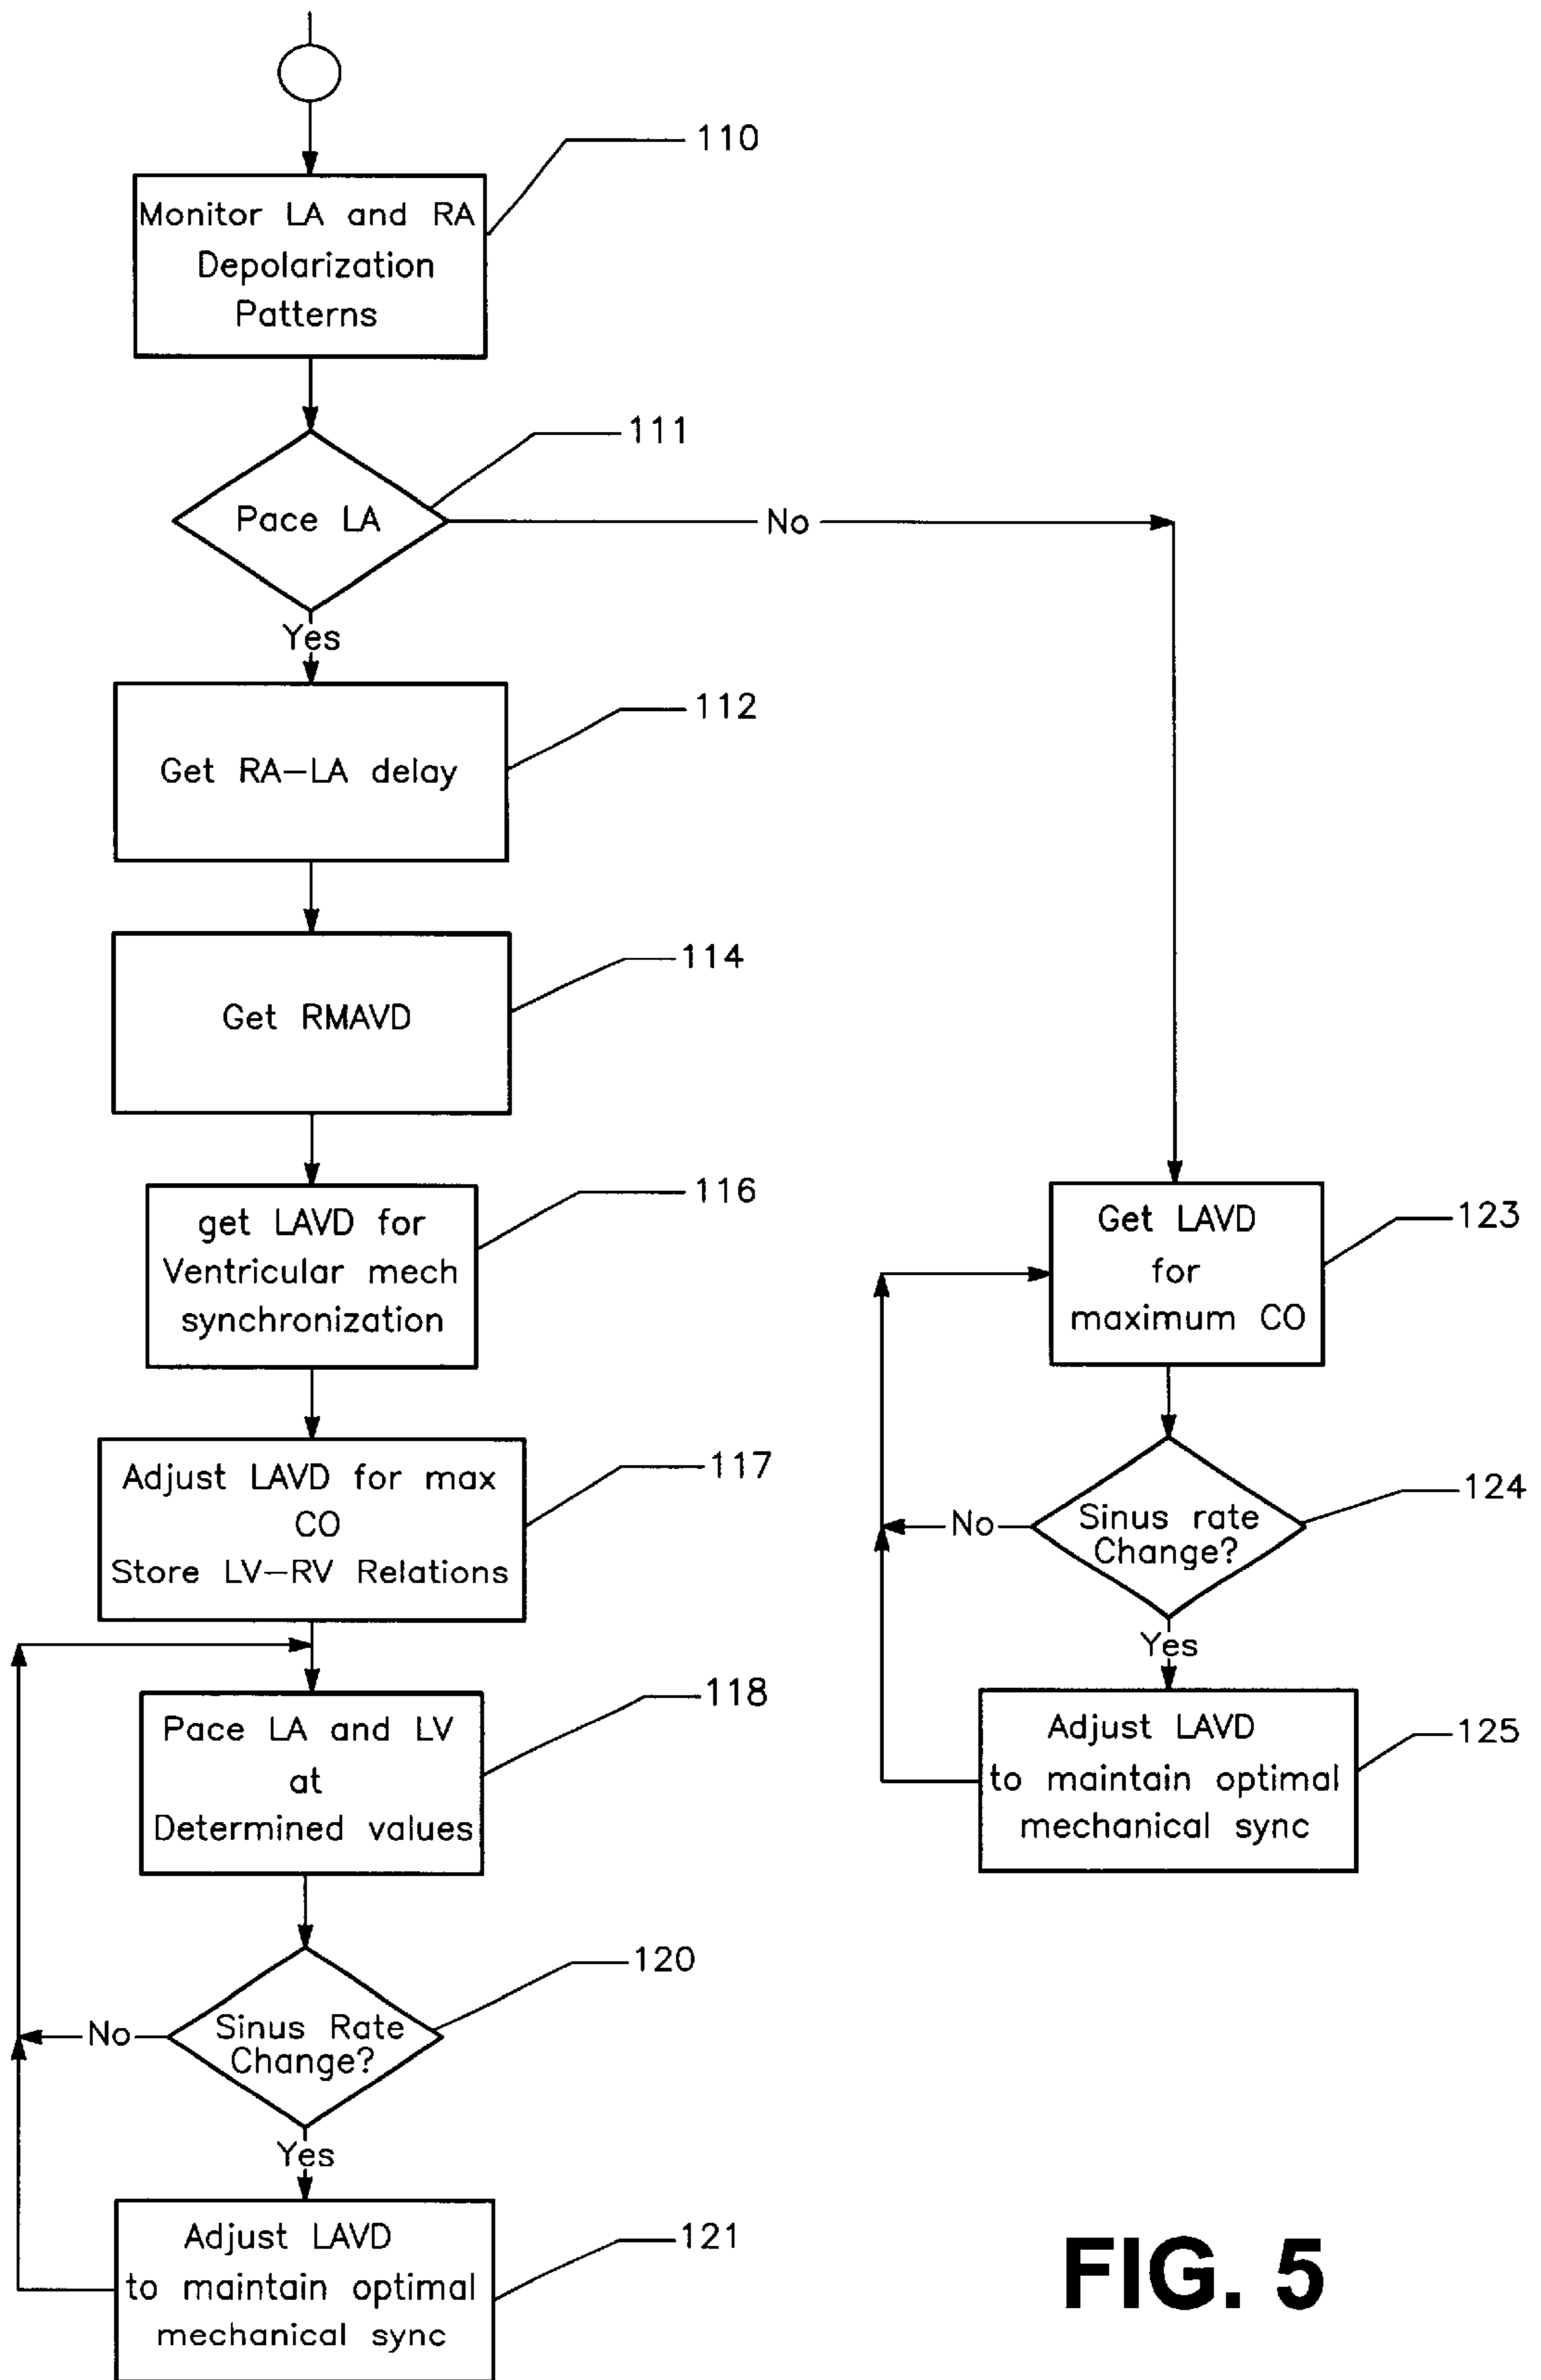 110
Monitor LA and RA
Depolarization
Patterns
111
Pace LA
No
Yes
112
Get RA-LA delay
114
Get RMAVD
116
get LAVD for
Ventricular mech
synchronization
117
Adjust LAVD for max
CO
Store LV-RV Relations
118
Pace LA and LV
at
Determined values
120
Sinus Rate
Change?
No
Yes
121
Adjust LAVD
to maintain optimal
mechanical sync
123
Get LAVD
for
maximum CO
124
Sinus rate
Change?
No
Yes
125
Adjust LAVD
to maintain optimal
mechanical sync
FIG. 5